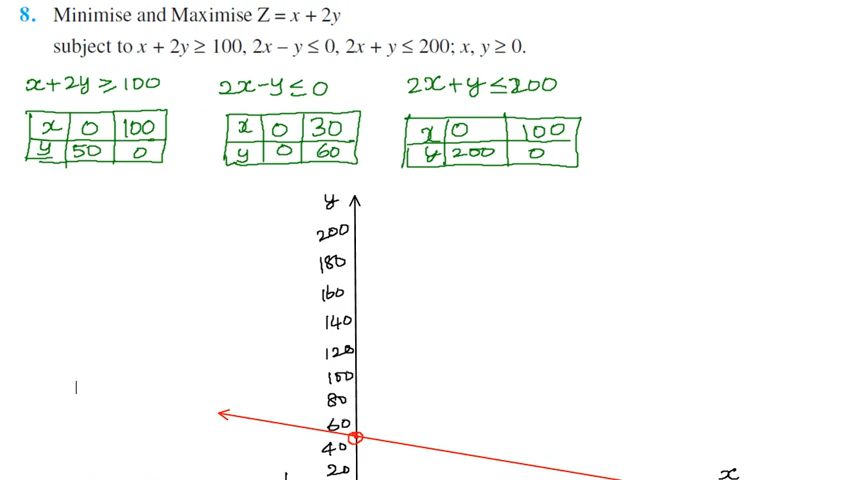 8. Minimise and Maximise Z = x + 2y
subject to x + 2y ≥ 100, 2x – y ≤ 0, 2x + y ≤ 200; x, y ≥ 0.
x+2y ≥ 100
x 0 100
y 50 0
2x-y ≤ 0
x 0 30
y 0 60
2x+y ≤ 200
x 0 100
y 200 0
y
200
180
160
140
120
100
80
60
40
20
x